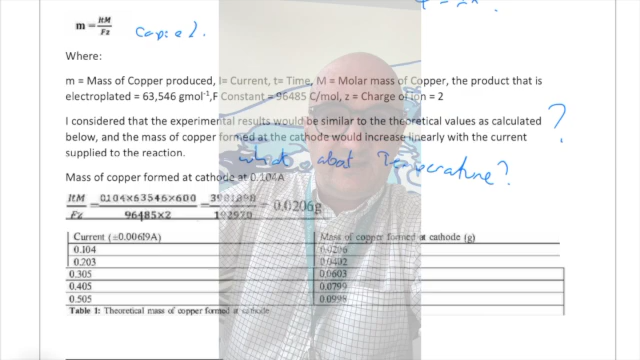 m = ItM
Fz
Where:
m = Mass of Copper produced, I= Current, t= Time, M = Molar mass of Copper, the product that is
electroplated = 63,546 gmol-1,F Constant = 96485 C/mol, z = Charge of ion = 2
I considered that the experimental results would be similar to the theoretical values as calculated ?
below, and the mass of copper formed at the cathode would increase linearly with the current
supplied to the reaction.
what about Temperature?
Mass of copper formed at cathode at 0.104A
ItM/Fz = 0.104×63546×600/96485×2 = /192970 = 0.0206g
Current (±0.00619A) Mass of copper formed at cathode (g)
0.104 0.0206
0.203 0.0402
0.305 0.0603
0.405 0.0799
0.505 0.0998
Table 1: Theoretical mass of copper formed at cathode